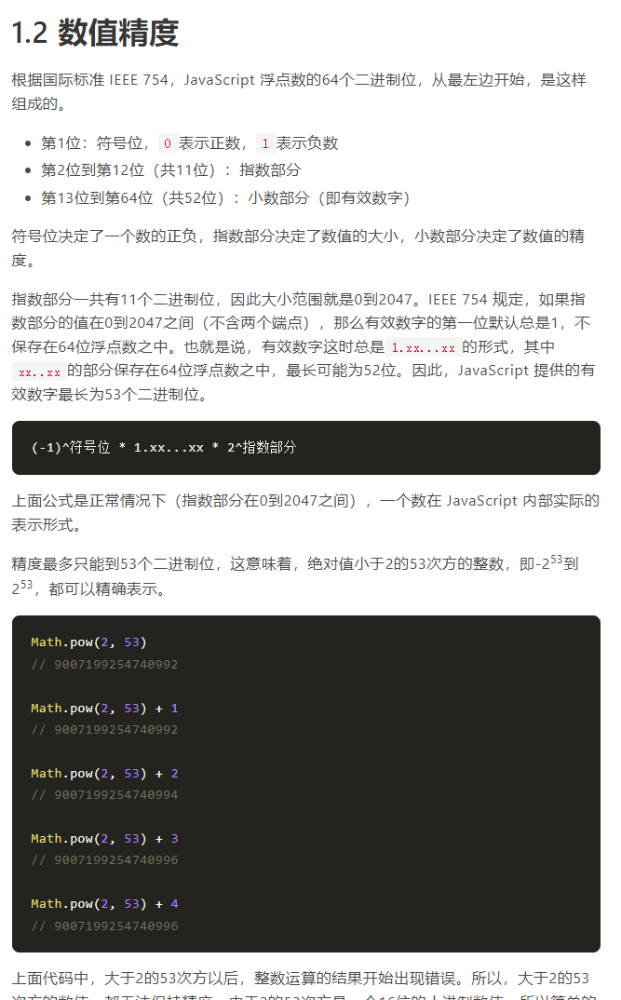 1.2 数值精度
根据国际标准 IEEE 754，JavaScript 浮点数的64个二进制位，从最左边开始，是这样
组成的。
• 第1位：符号位，0 表示正数，1 表示负数
• 第2位到第12位（共11位）：指数部分
• 第13位到第64位（共52位）：小数部分（即有效数字）
符号位决定了一个数的正负，指数部分决定了数值的大小，小数部分决定了数值的精
度。
指数部分一共有11个二进制位，因此大小范围就是0到2047。IEEE 754 规定，如果指
数部分的值在0到2047之间（不含两个端点），那么有效数字的第一位默认总是1，不
保存在64位浮点数之中。也就是说，有效数字这时总是 1.xx...xx 的形式，其中
xx..xx 的部分保存在64位浮点数之中，最长可能为52位。因此，JavaScript 提供的有
效数字最长为53个二进制位。
(-1)^符号位 * 1.xx...xx * 2^指数部分
上面公式是正常情况下（指数部分在0到2047之间），一个数在 JavaScript 内部实际的
表示形式。
精度最多只能到53个二进制位，这意味着，绝对值小于2的53次方的整数，即-2^53到
2^53，都可以精确表示。
Math.pow(2, 53)
// 9007199254740992
Math.pow(2, 53) + 1
// 9007199254740992
Math.pow(2, 53) + 2
// 9007199254740994
Math.pow(2, 53) + 3
// 9007199254740996
Math.pow(2, 53) + 4
// 9007199254740996
上面代码中，大于2的53次方以后，整数运算的结果开始出现错误。所以，大于2的53